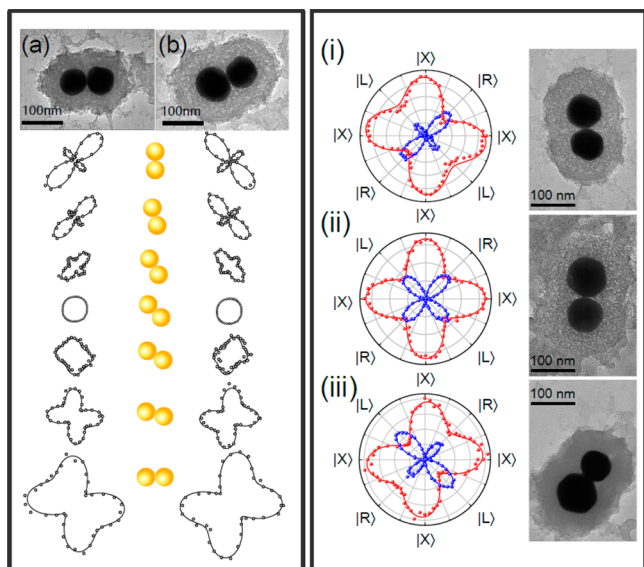 (a)
(b)
100nm
100nm
(i)
|X⟩
|L⟩
|R⟩
|X⟩
|X⟩
|R⟩
|L⟩
|X⟩
100 nm
(ii)
|L⟩
|R⟩
|X⟩
|X⟩
|R⟩
|L⟩
|X⟩
100 nm
(iii)
|X⟩
|L⟩
|R⟩
|X⟩
|X⟩
|R⟩
|L⟩
|X⟩
100 nm